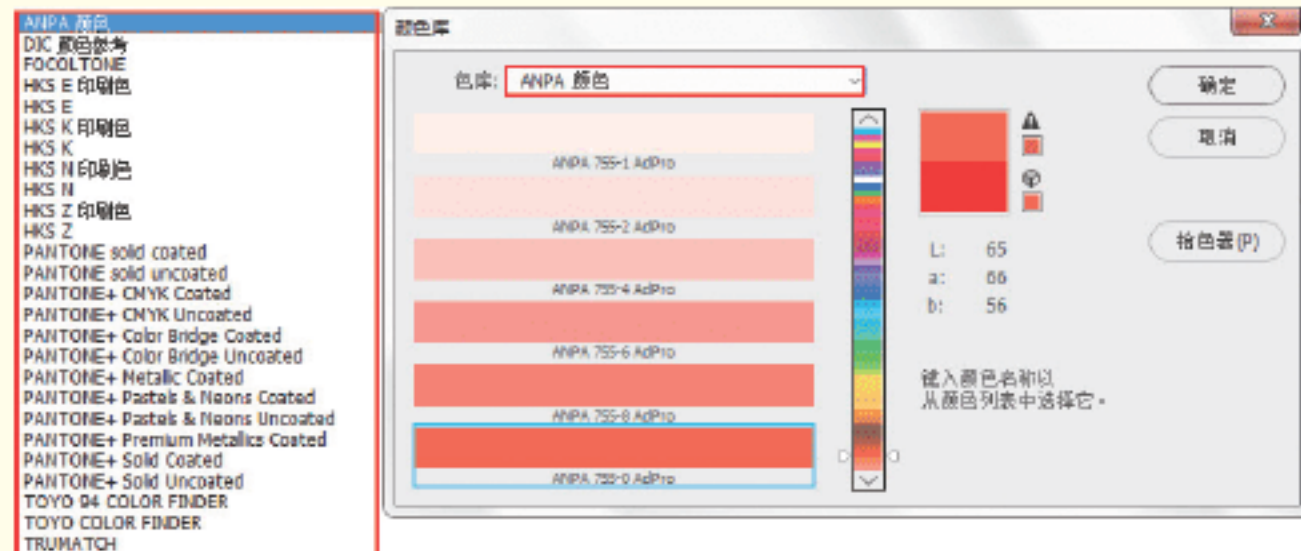 ANPA 颜色
DIC 颜色参考
FOCOLTONE
HKS E 印刷色
HKS E
HKS K 印刷色
HKS K
HKS N 印刷色
HKS N
HKS Z 印刷色
HKS Z
PANTONE solid coated
PANTONE solid uncoated
PANTONE+ CMYK Coated
PANTONE+ CMYK Uncoated
PANTONE+ Color Bridge Coated
PANTONE+ Color Bridge Uncoated
PANTONE+ Metallic Coated
PANTONE+ Pastels & Neons Coated
PANTONE+ Pastels & Neons Uncoated
PANTONE+ Premium Metallics Coated
PANTONE+ Solid Coated
PANTONE+ Solid Uncoated
TOYO 94 COLOR FINDER
TOYO COLOR FINDER
TRUMATCH
颜色库
色库: ANPA 颜色
ANPA 755-1 AdPro
ANPA 755-2 AdPro
ANPA 755-4 AdPro
ANPA 755-6 AdPro
ANPA 755-8 AdPro
ANPA 755-0 AdPro
L: 65
a: 66
b: 56
键入颜色名称以
从颜色列表中选择它。
确定
取消
拾色器(P)